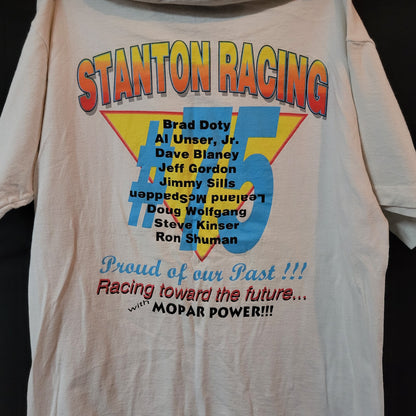 STANTON RACING
#75
Brad Doty
Al Unser, Jr.
Dave Blaney
Jeff Gordon
Jimmy Sills
Lealand McSpadden
Doug Wolfgang
Steve Kinser
Ron Shuman
Proud of our Past !!!
Racing toward the future...
with MOPAR POWER!!!